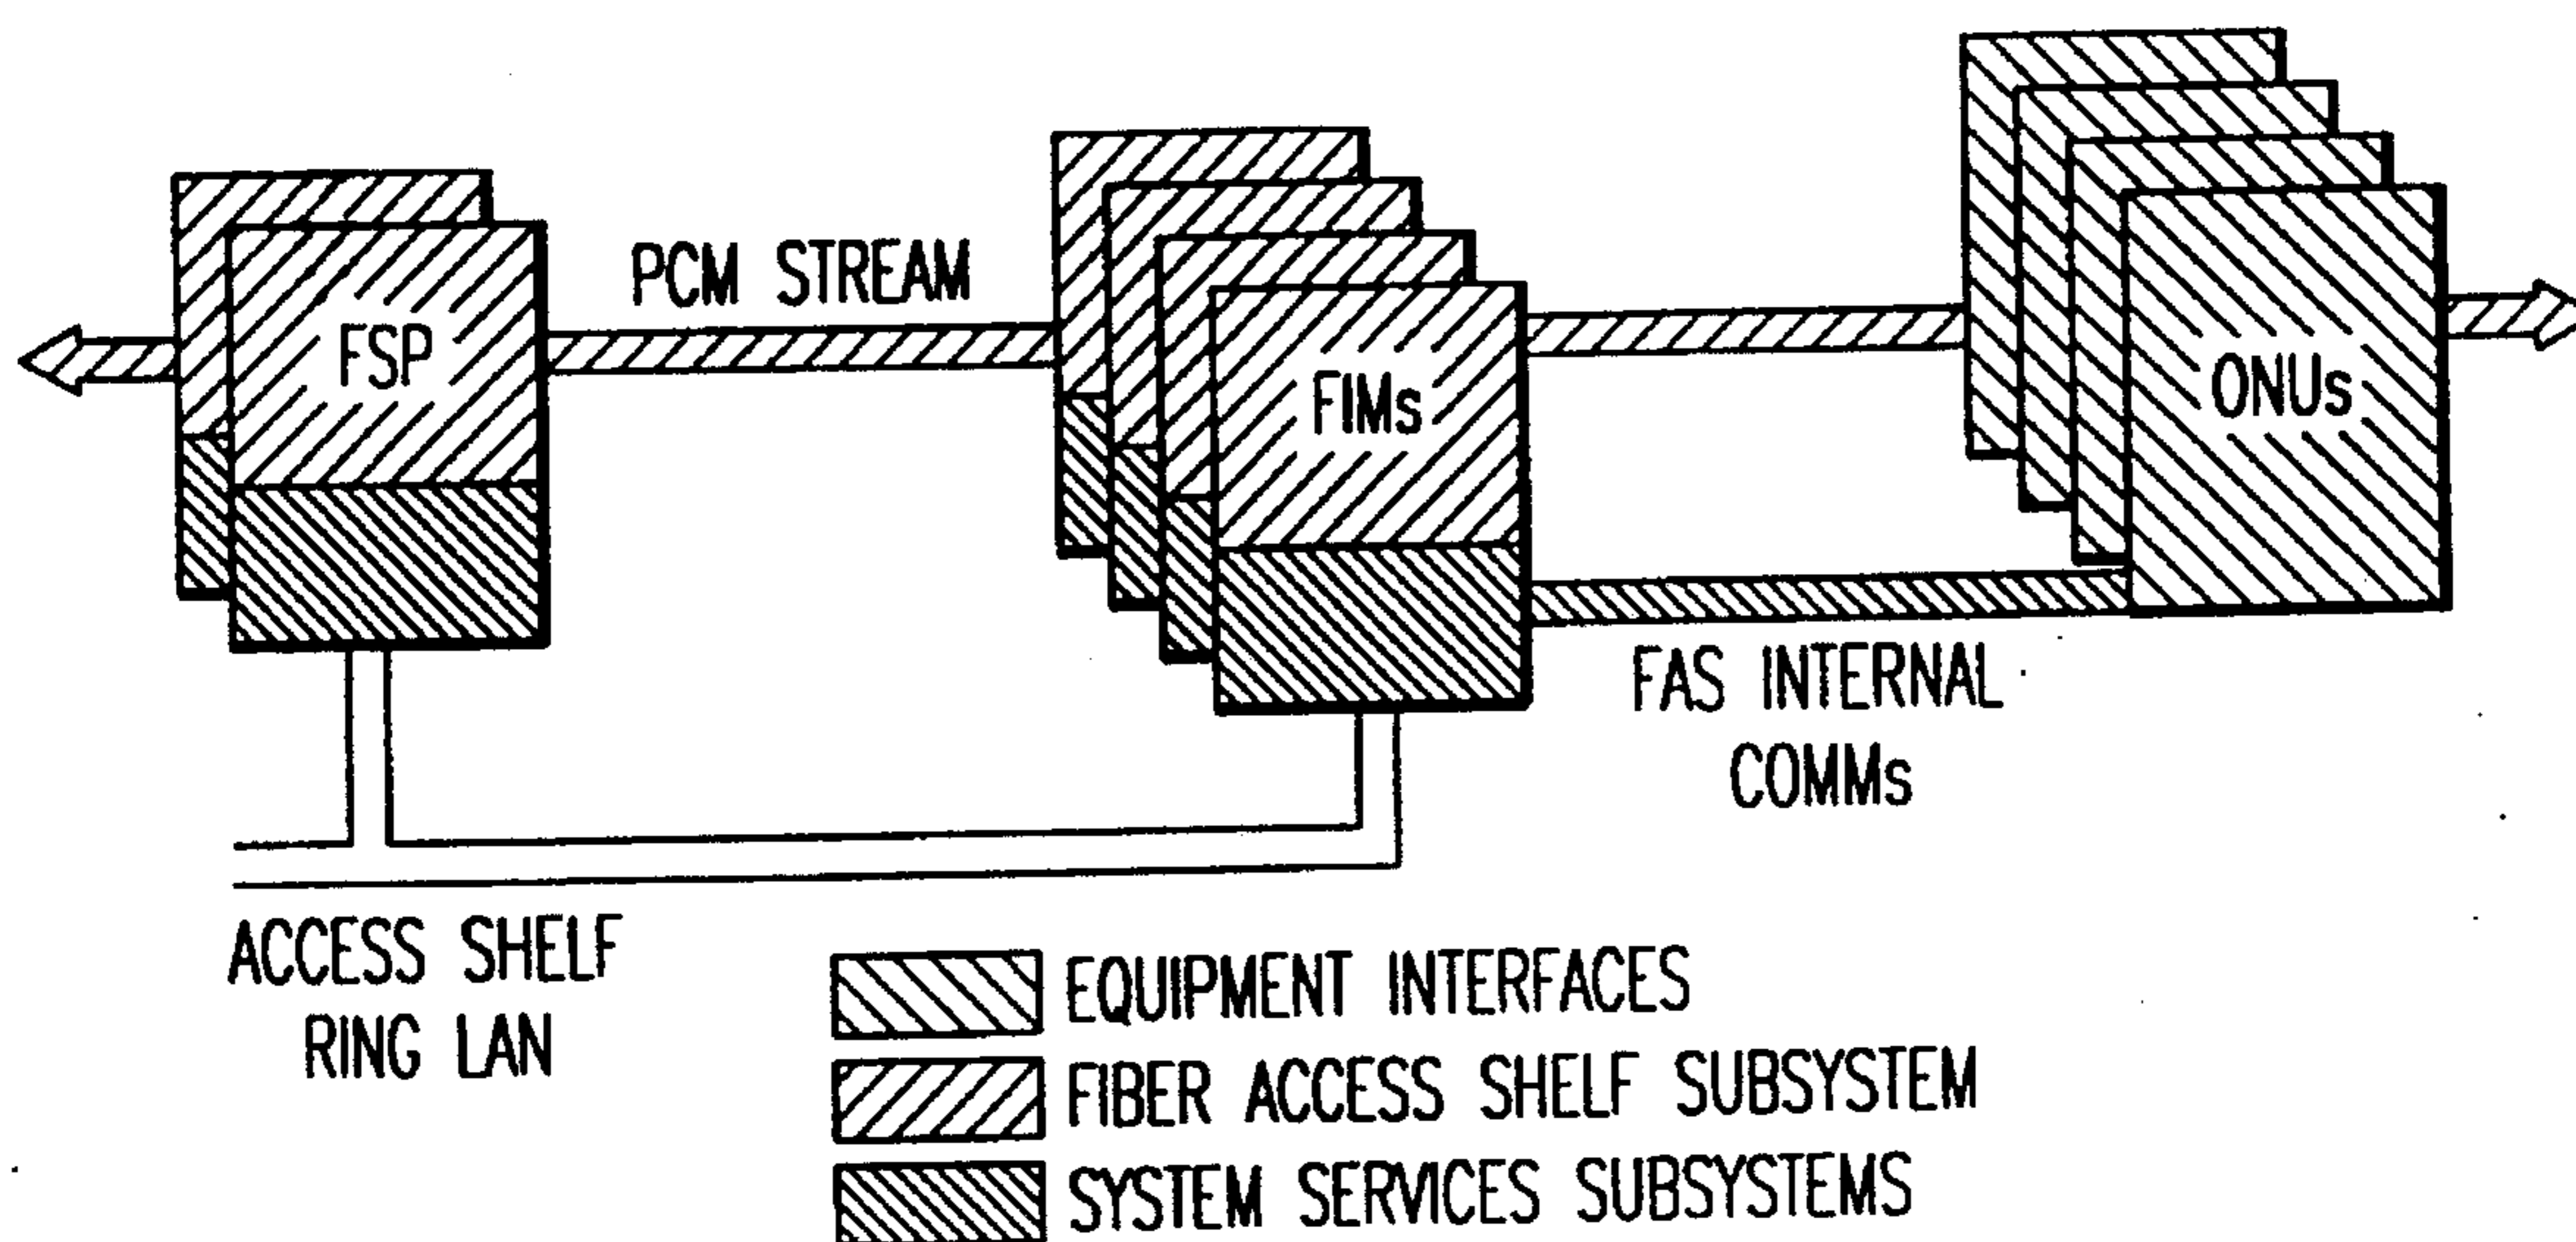 PCM STREAM
FSP
FIMs
ONUs
FAS INTERNAL
COMMs
ACCESS SHELF
RING LAN
EQUIPMENT INTERFACES
FIBER ACCESS SHELF SUBSYSTEM
SYSTEM SERVICES SUBSYSTEMS